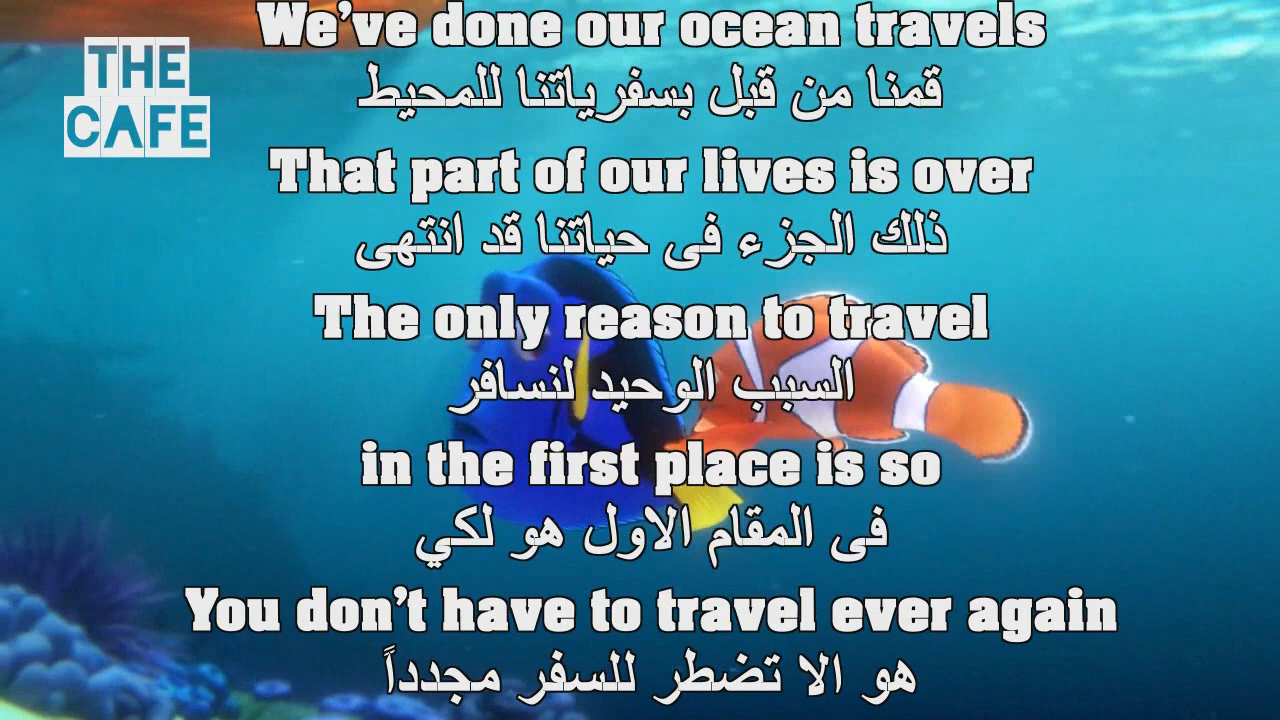 We've done our ocean travels
قمنا من قبل بسفرياتنا للمحيط
THE
CAFE
That part of our lives is over
ذلك الجزء فى حياتنا قد انتهى
The only reason to travel
السبب الوحيد لنسافر
in the first place is so
فى المقام الاول هو لكي
You don't have to travel ever again
هو الا تضطر للسفر مجدداً